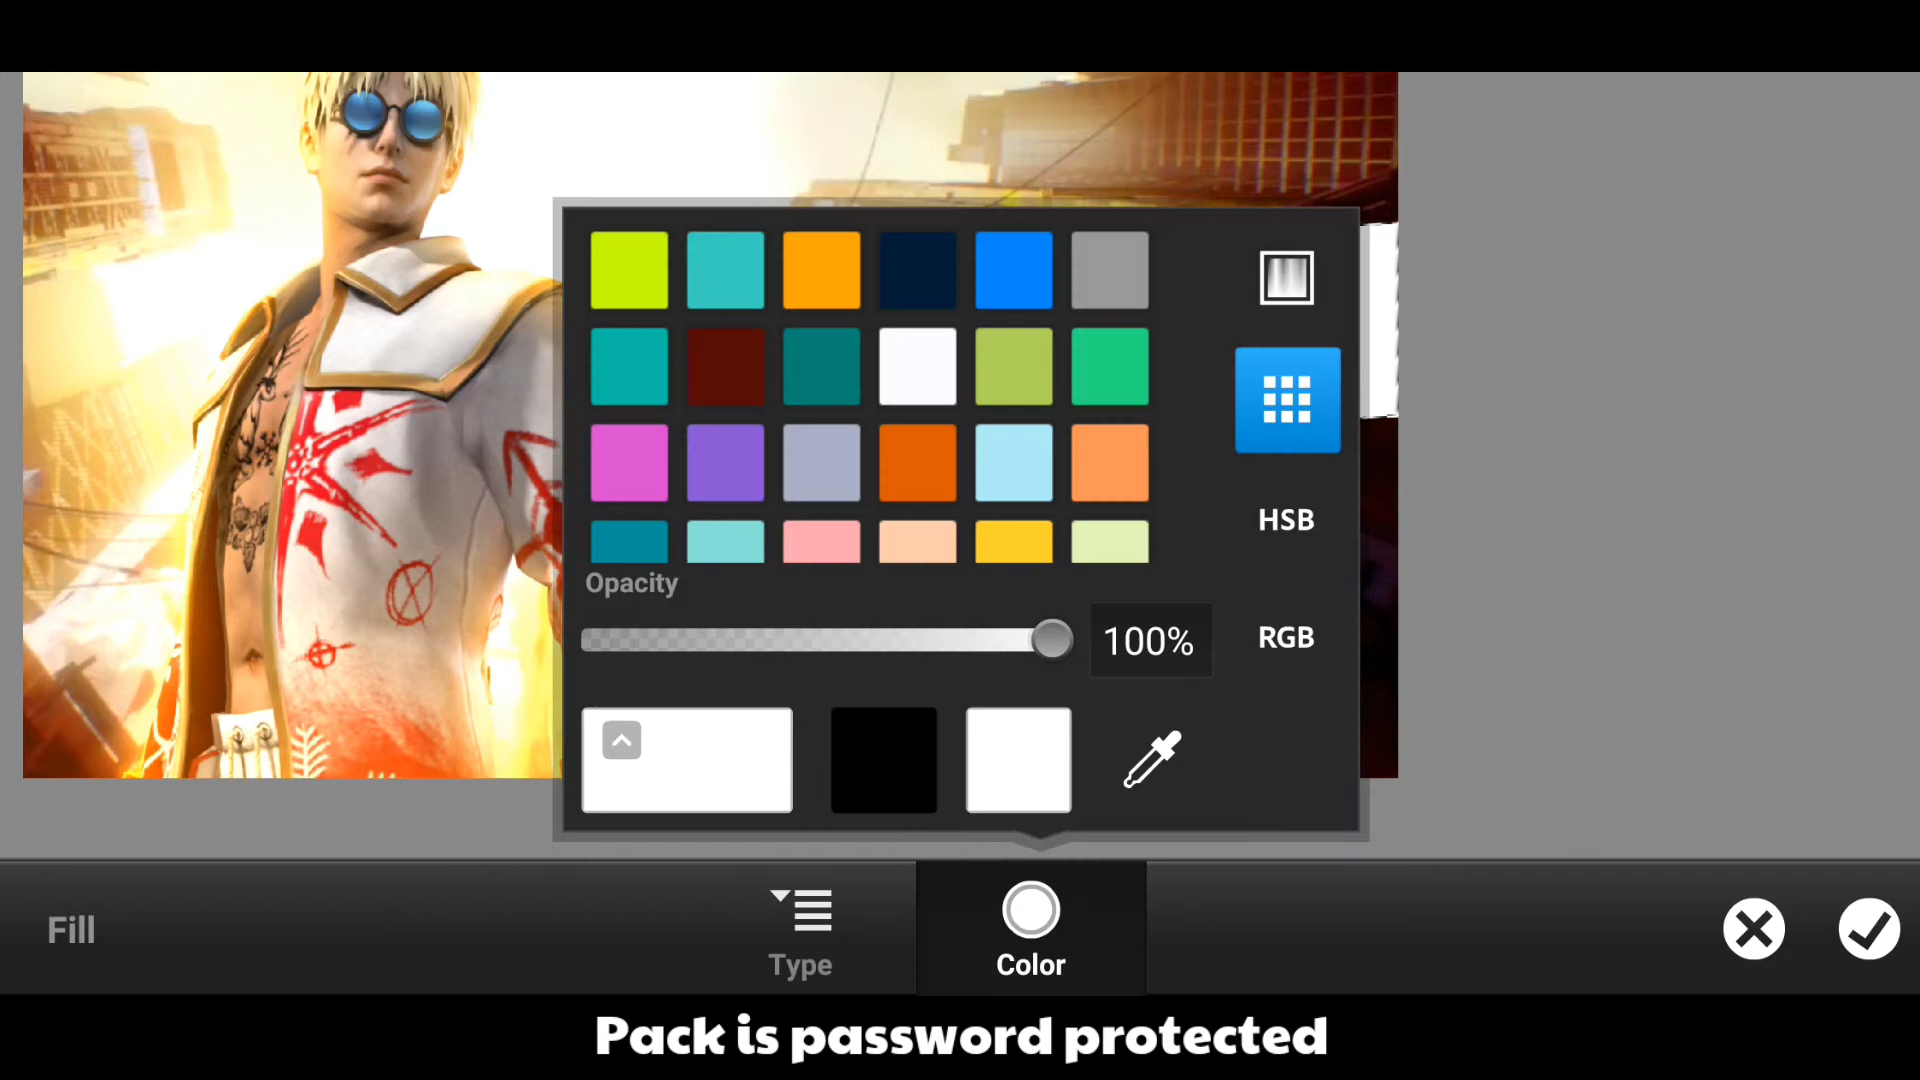 HSB
Opacity
100%
RGB
Fill
Type
Color
Pack is password protected